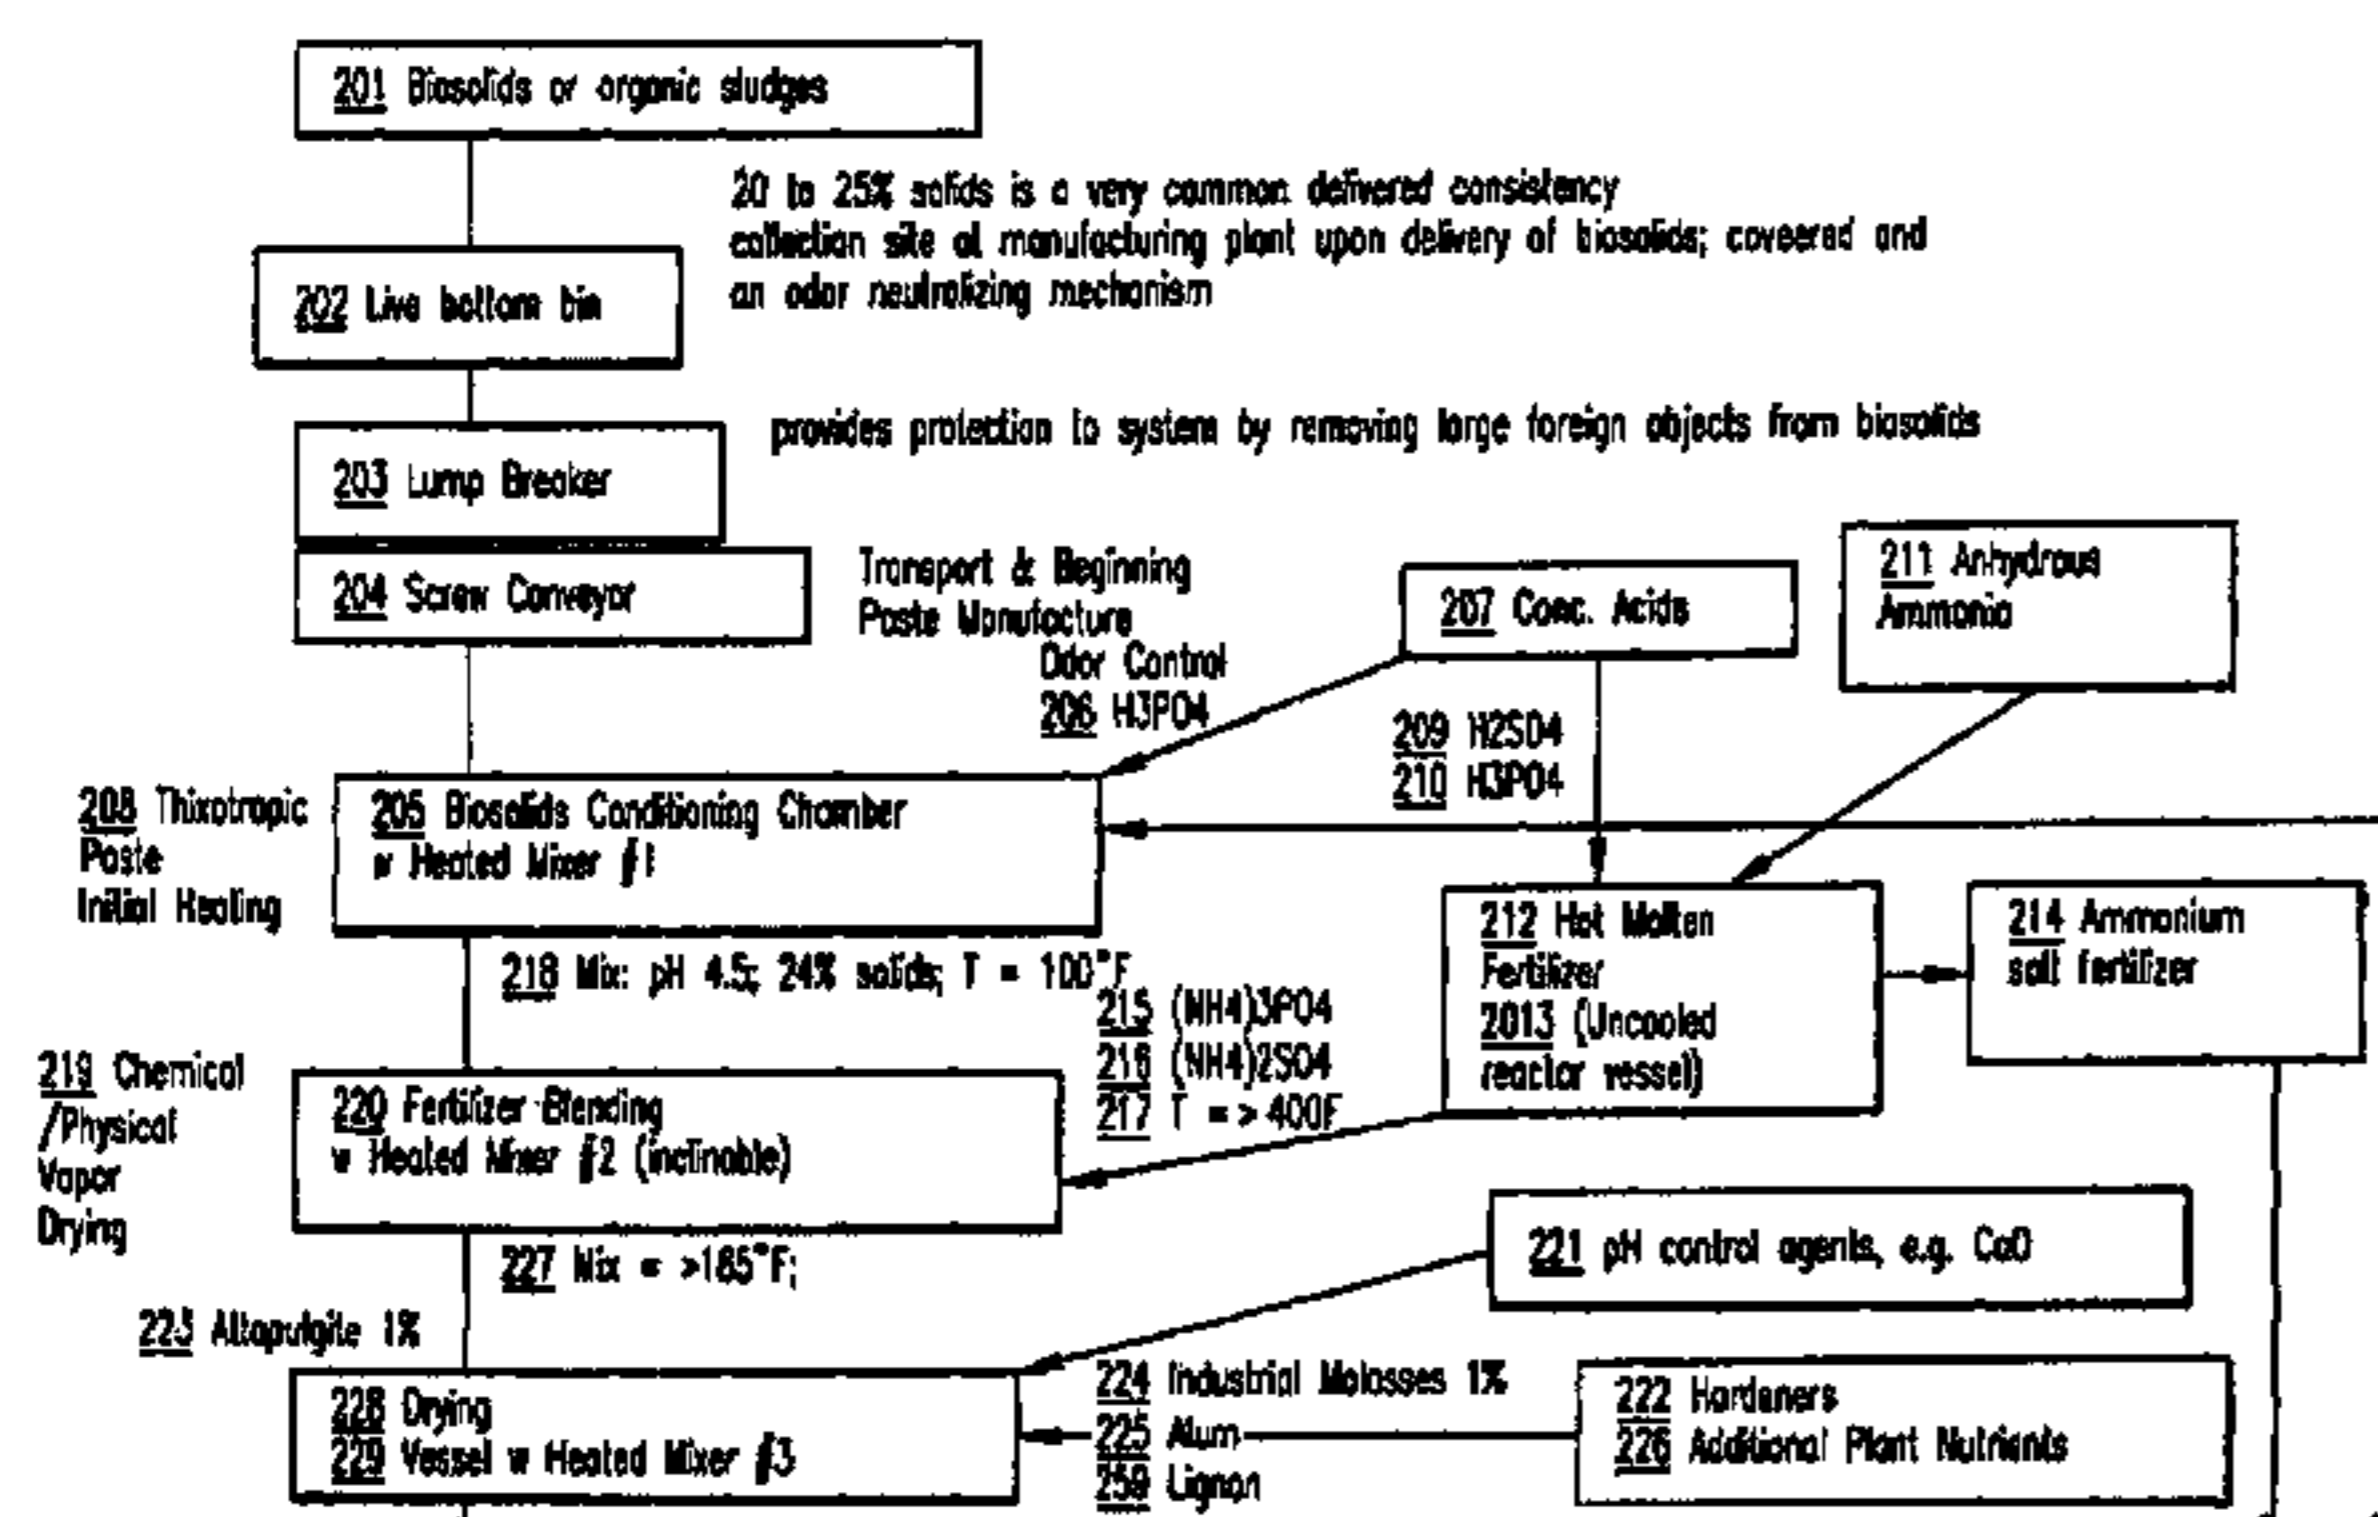 201 Biosolids or organic sludges
20 to 25% solids is a very common delivered consistency
collection site at manufacturing plant upon delivery of biosolids; coveered and
an odor neutralizing mechanism
202 Live bottom bin
provides protection to system by removing large foreign objects from biosolids
203 Lump Breaker
204 Screw Conveyor
Transport & Beginning
Paste Manufacture
Odor Control
206 H3PO4
207 Conc. Acids
211 Anhydrous
Ammonia
209 H2SO4
210 H3PO4
208 Thixotropic
Paste
Initial Heating
205 Biosolids Conditioning Chamber
w Heated Mixer #1
212 Hot Molten
Fertilizer
2013 (Uncooled
reactor vessel)
214 Ammonium
salt fertilizer
218 Mix: pH 4.5; 24% solids; T = 100°F
215 (NH4)3PO4
216 (NH4)2SO4
217 T = > 400F
219 Chemical
/Physical
Vapor
Drying
220 Fertilizer Blending
w Heated Mixer #2 (inclinable)
221 pH control agents, e.g. CaO
227 Mix = >185°F;
223 Attapulgite 1%
228 Drying
229 Vessel w Heated Mixer #3
224 Industrial Molasses 1%
225 Alum
259 Lignon
222 Hardeners
226 Additional Plant Nutrients